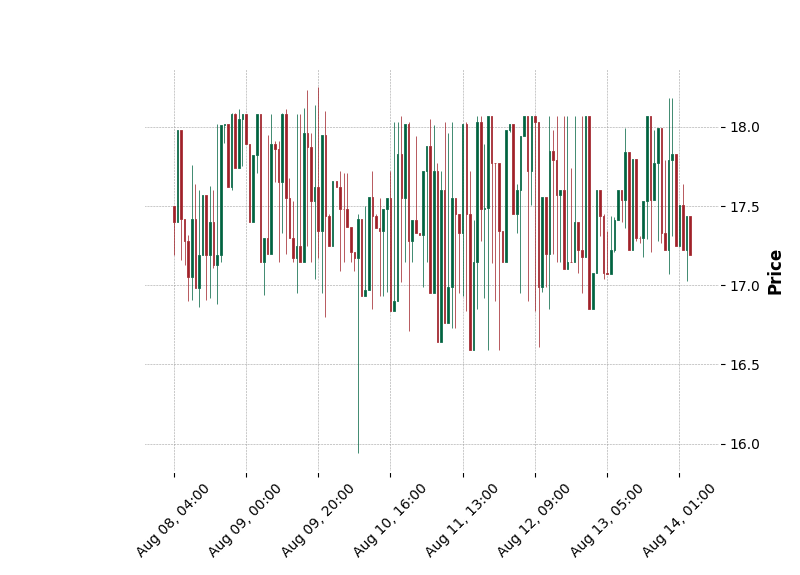 18.0
17.5
17.0
16.5
16.0
Price
Aug 08, 04:00
Aug 09, 00:00
Aug 09, 20:00
Aug 10, 16:00
Aug 11, 13:00
Aug 12, 09:00
Aug 13, 05:00
Aug 14, 01:00